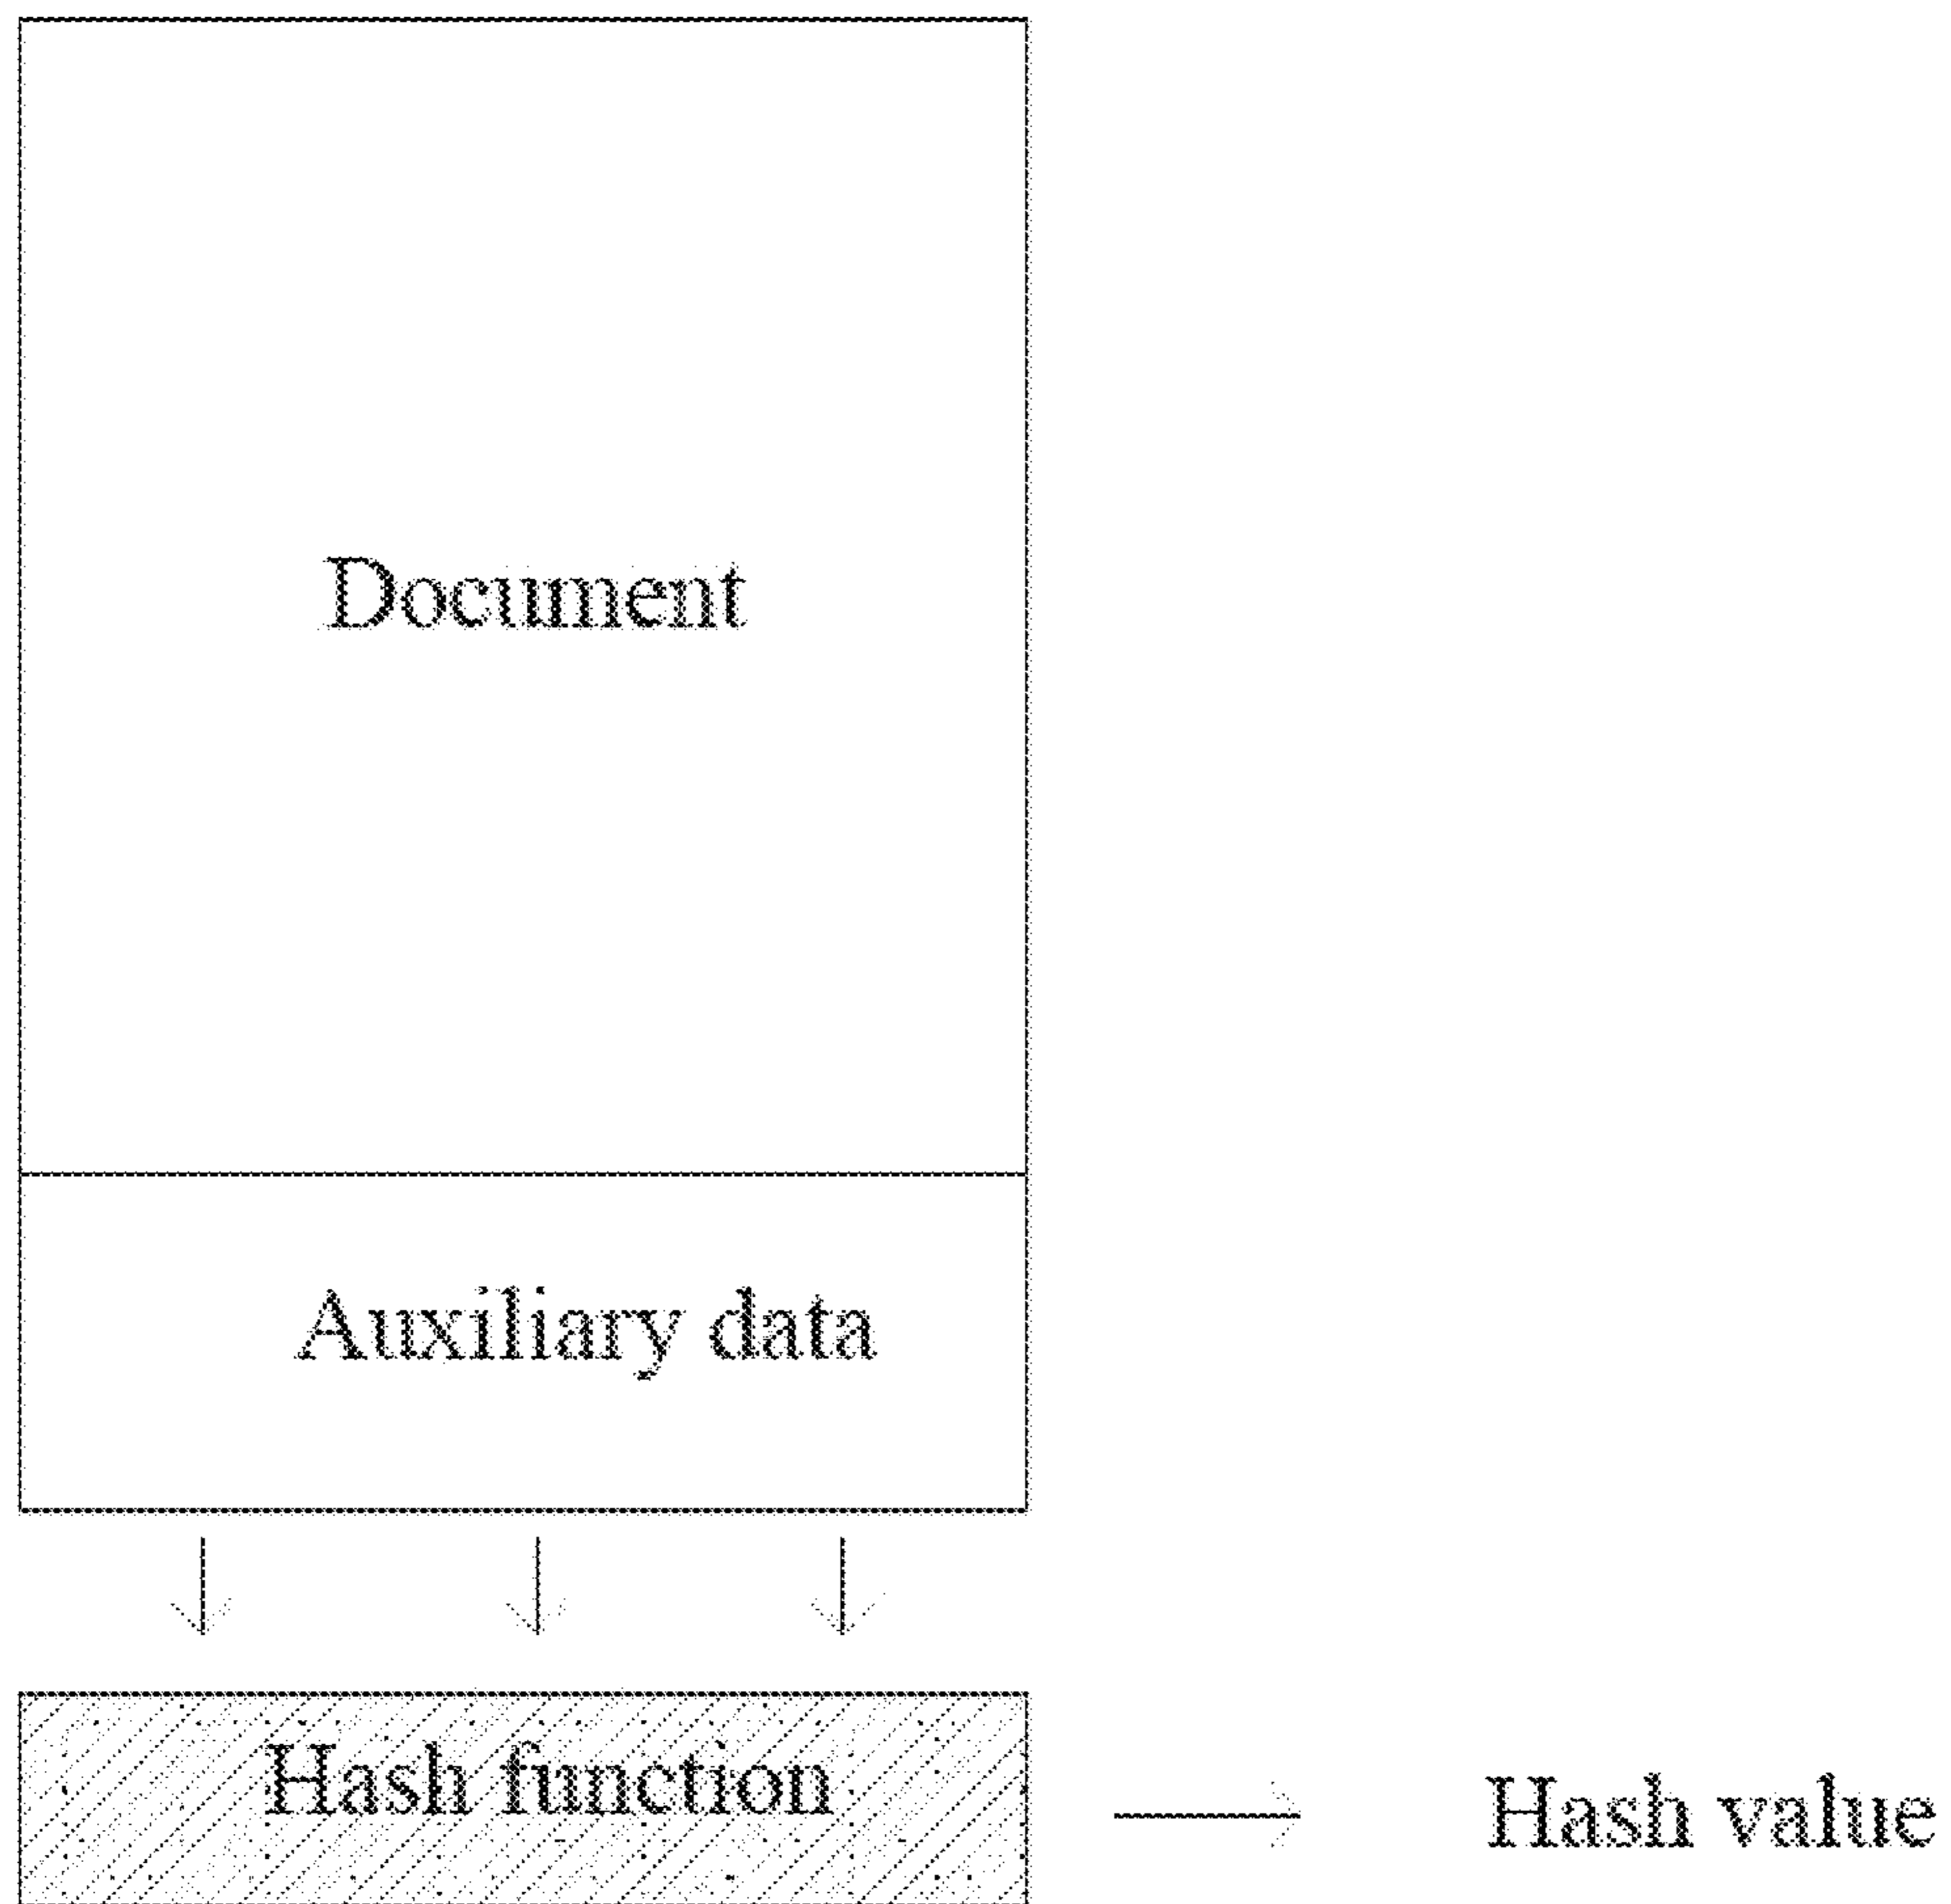 Document
Auxiliary data
Hash function
Hash value